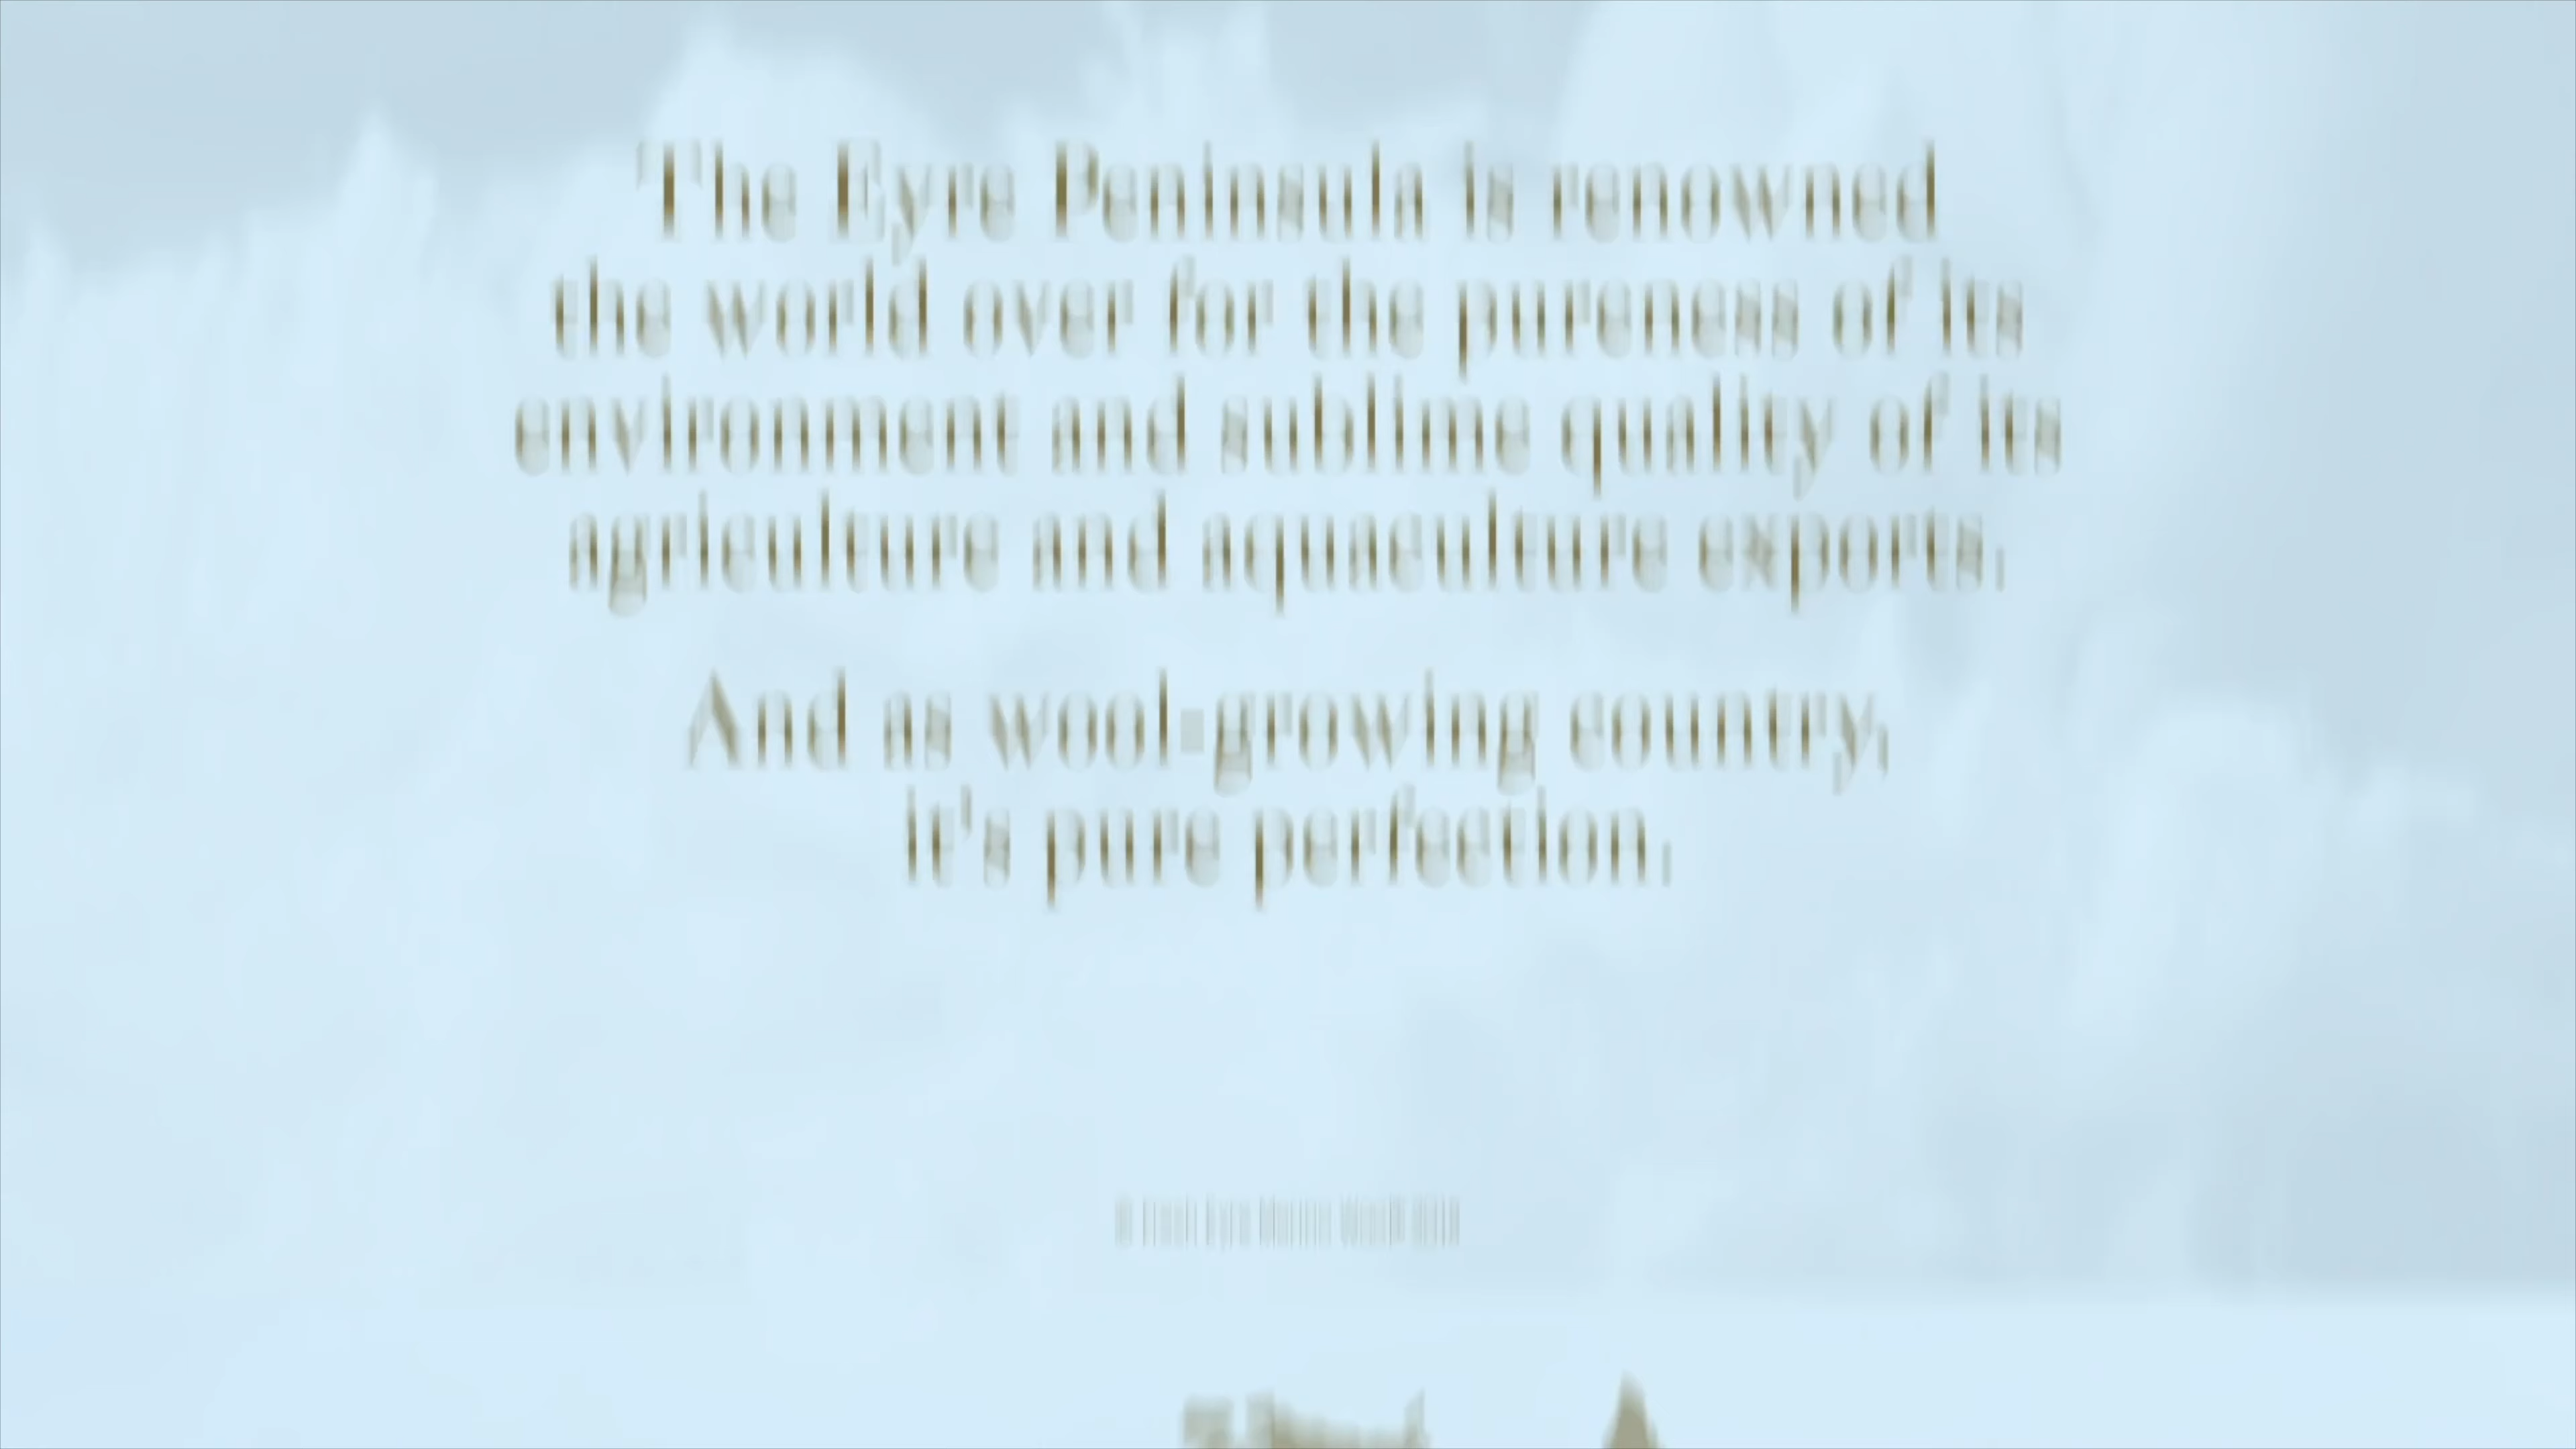 The Eyre Peninsula is renowned
the world over for the pureness of its
environment and sublime quality of its
agriculture and aquaculture exports.
And as wool-growing country,
it's pure perfection.